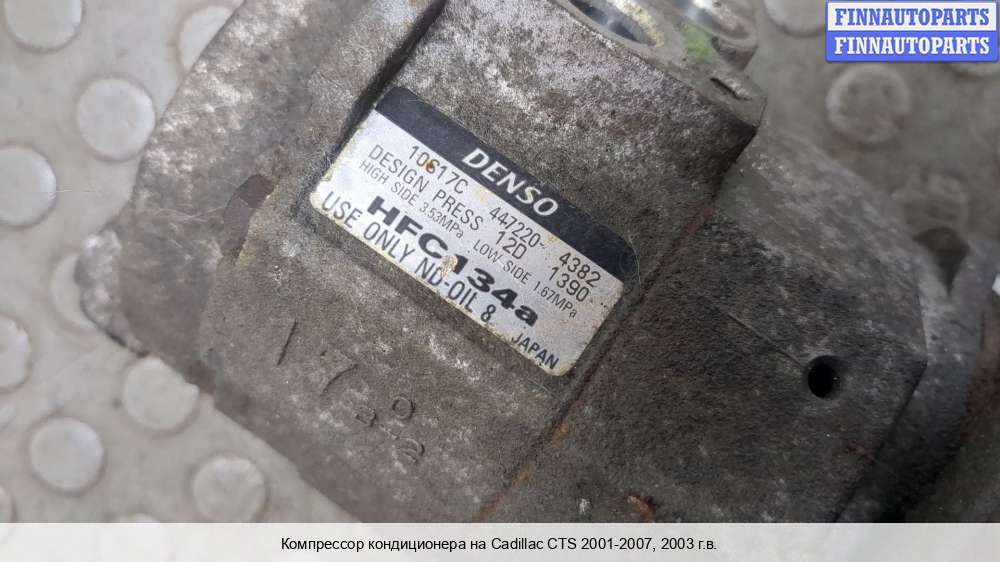 FINNAUTOPARTS
FINNAUTOPARTS
DENSO
10S17C 447220- 4382
DESIGN PRESS 12D 1390
HIGH SIDE 3.53MPa LOW SIDE 1.67MPa
HFC134a
USE ONLY ND-OIL 8 JAPAN
Компрессор кондиционера на Cadillac CTS 2001-2007, 2003 г.в.